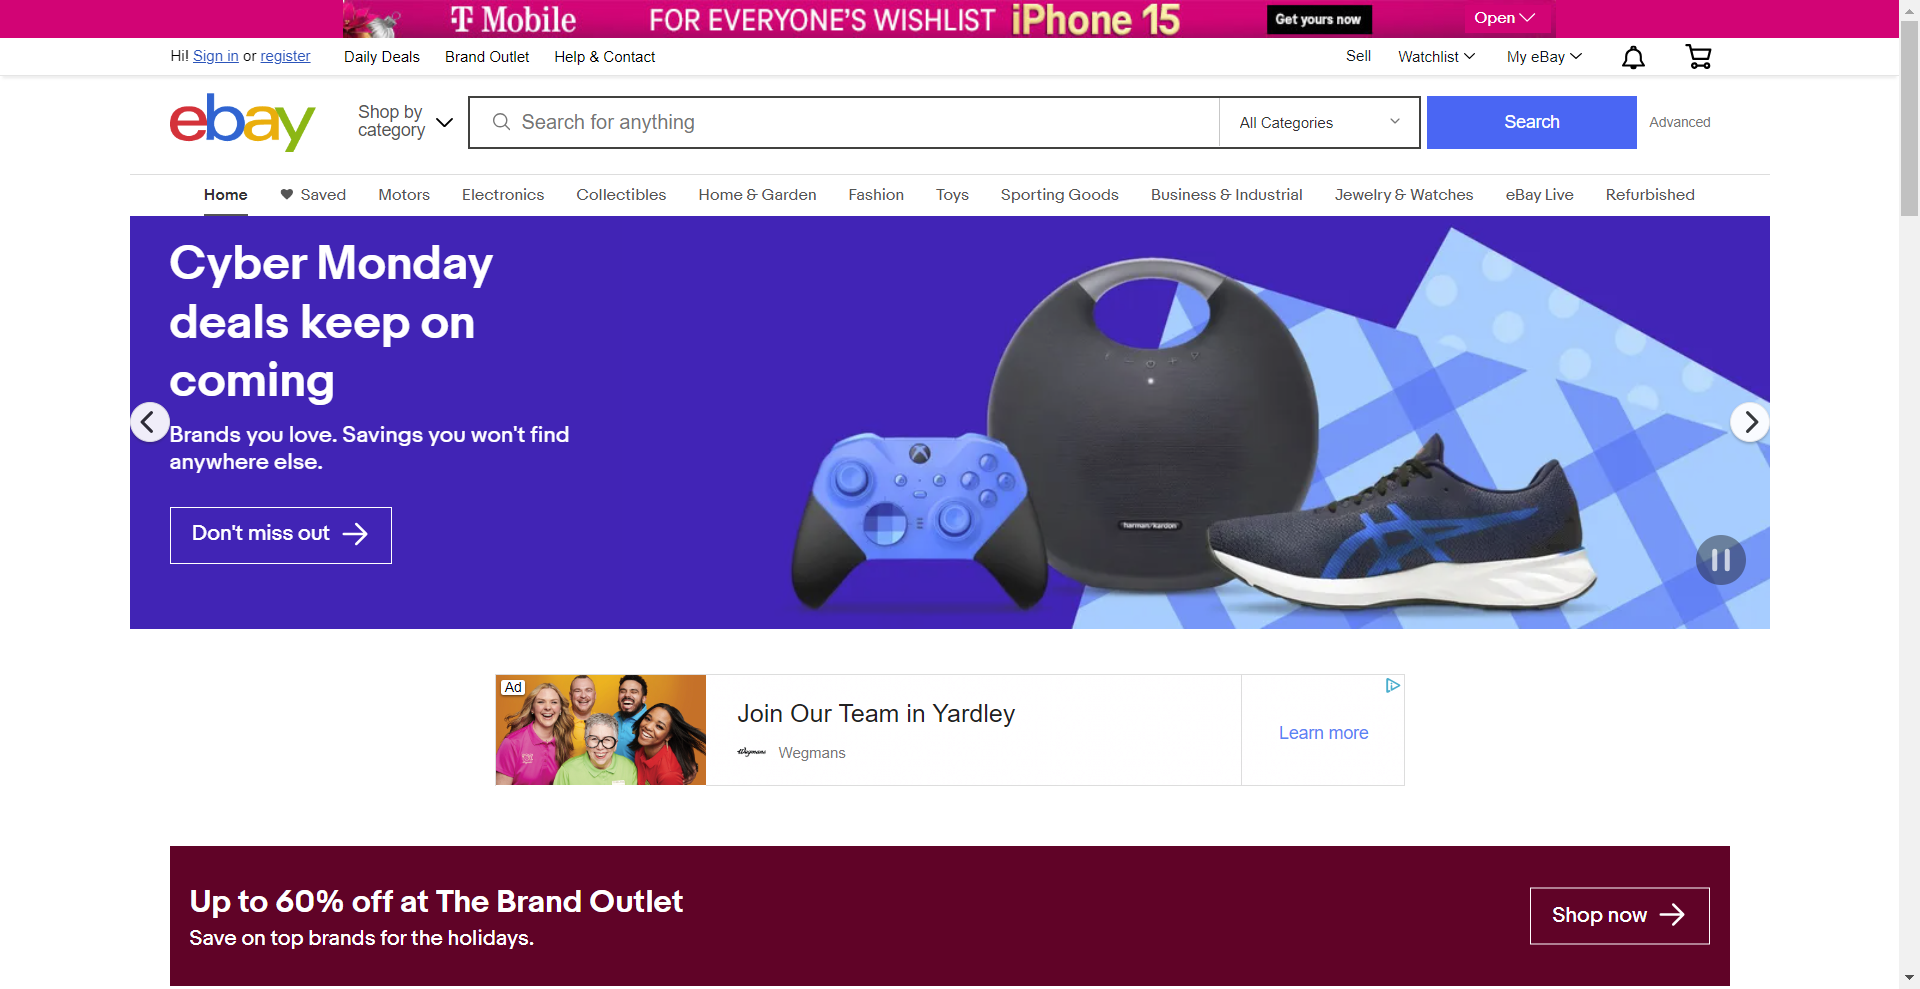 T Mobile FOR EVERYONE'S WISHLIST iPhone 15 Get yours now Open
Hi! Sign in or register Daily Deals Brand Outlet Help & Contact Sell Watchlist My eBay
ebay
Shop by
category
Search for anything All Categories Search Advanced
Home Saved Motors Electronics Collectibles Home & Garden Fashion Toys Sporting Goods Business & Industrial Jewelry & Watches eBay Live Refurbished
Cyber Monday
deals keep on
coming
Brands you love. Savings you won't find
anywhere else.
Don't miss out
harman/kardon
Ad
Join Our Team in Yardley
Wegmans Wegmans
Learn more
Up to 60% off at The Brand Outlet
Save on top brands for the holidays.
Shop now